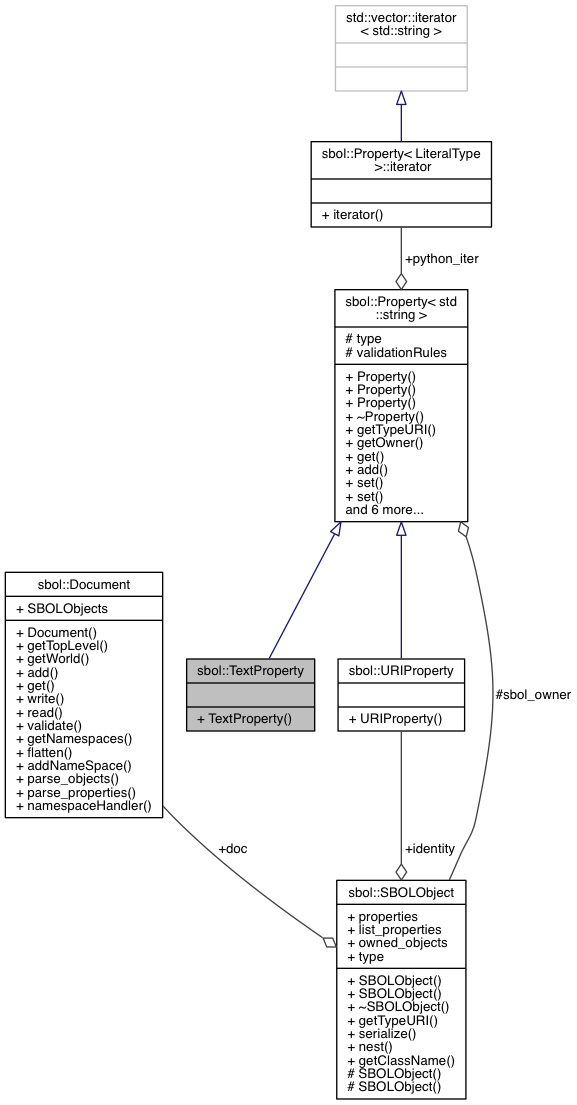 std::vector::iterator
< std::string >
sbol::Property< LiteralType
>::iterator
+ iterator()
+python_iter
sbol::Property< std
::string >
# type
# validationRules
+ Property()
+ Property()
+ Property()
+ ~Property()
+ getTypeURI()
+ getOwner()
+ get()
+ add()
+ set()
+ set()
and 6 more...
sbol::Document
+ SBOLObjects
+ Document()
+ getTopLevel()
+ getWorld()
+ add()
+ get()
+ write()
+ read()
+ validate()
+ getNamespaces()
+ flatten()
+ addNameSpace()
+ parse_objects()
+ parse_properties()
+ namespaceHandler()
sbol::TextProperty
+ TextProperty()
sbol::URIProperty
+ URIProperty()
#sbol_owner
+doc
+identity
sbol::SBOLObject
+ properties
+ list_properties
+ owned_objects
+ type
+ SBOLObject()
+ SBOLObject()
+ ~SBOLObject()
+ getTypeURI()
+ serialize()
+ nest()
+ getClassName()
# SBOLObject()
# SBOLObject()